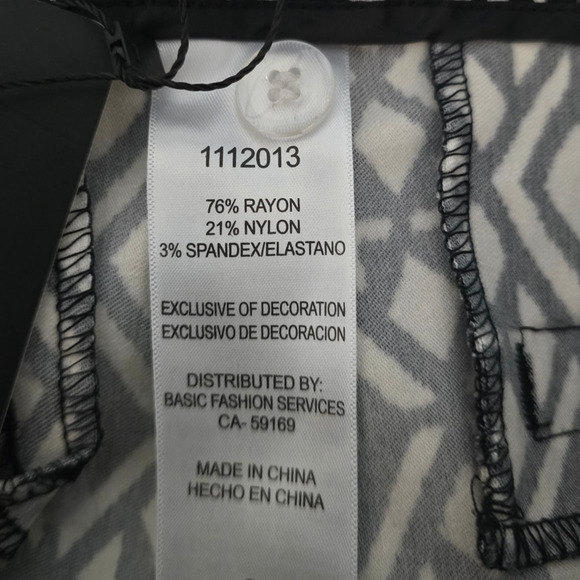 1112013
76% RAYON
21% NYLON
3% SPANDEX/ELASTANO
EXCLUSIVE OF DECORATION
EXCLUSIVO DE DECORACION
DISTRIBUTED BY:
BASIC FASHION SERVICES
CA- 59169
MADE IN CHINA
HECHO EN CHINA